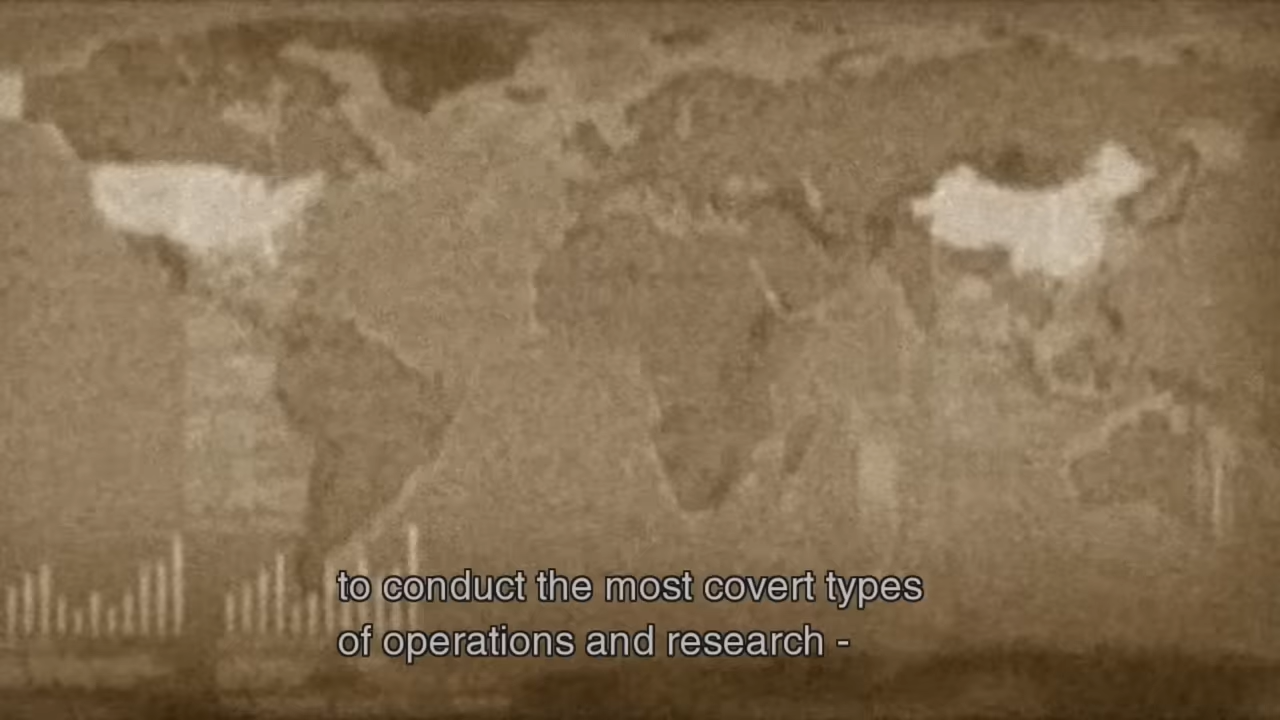 to conduct the most covert types
of operations and research -